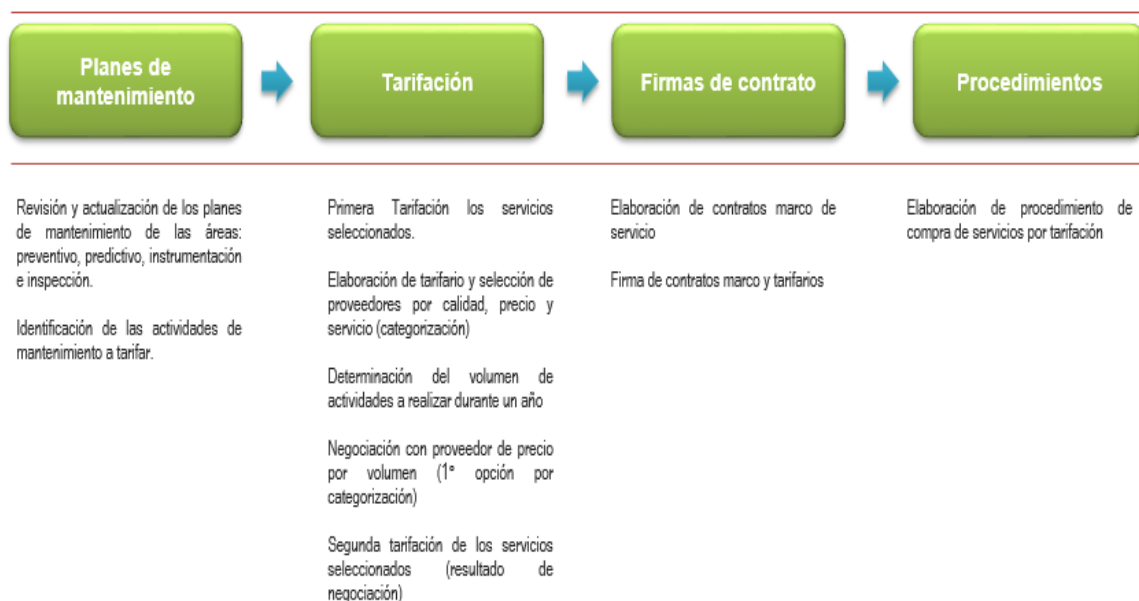 Planes de
mantenimiento
Tarifación
Firmas de contrato
Procedimientos
Revisión y actualización de los planes
de mantenimiento de las áreas:
preventivo, predictivo, instrumentación
e inspección.
Identificación de las actividades de
mantenimiento a tarifar.
Primera Tarifación los servicios
seleccionados.
Elaboración de tarifario y selección de
proveedores por calidad, precio y
servicio (categorización)
Determinación del volumen de
actividades a realizar durante un año
Negociación con proveedor de precio
por volumen (1° opción por
categorización)
Segunda tarifación de los servicios
seleccionados (resultado de
negociación)
Elaboración de contratos marco de
servicio
Firma de contratos marco y tarifarios
Elaboración de procedimiento de
compra de servicios por tarifación